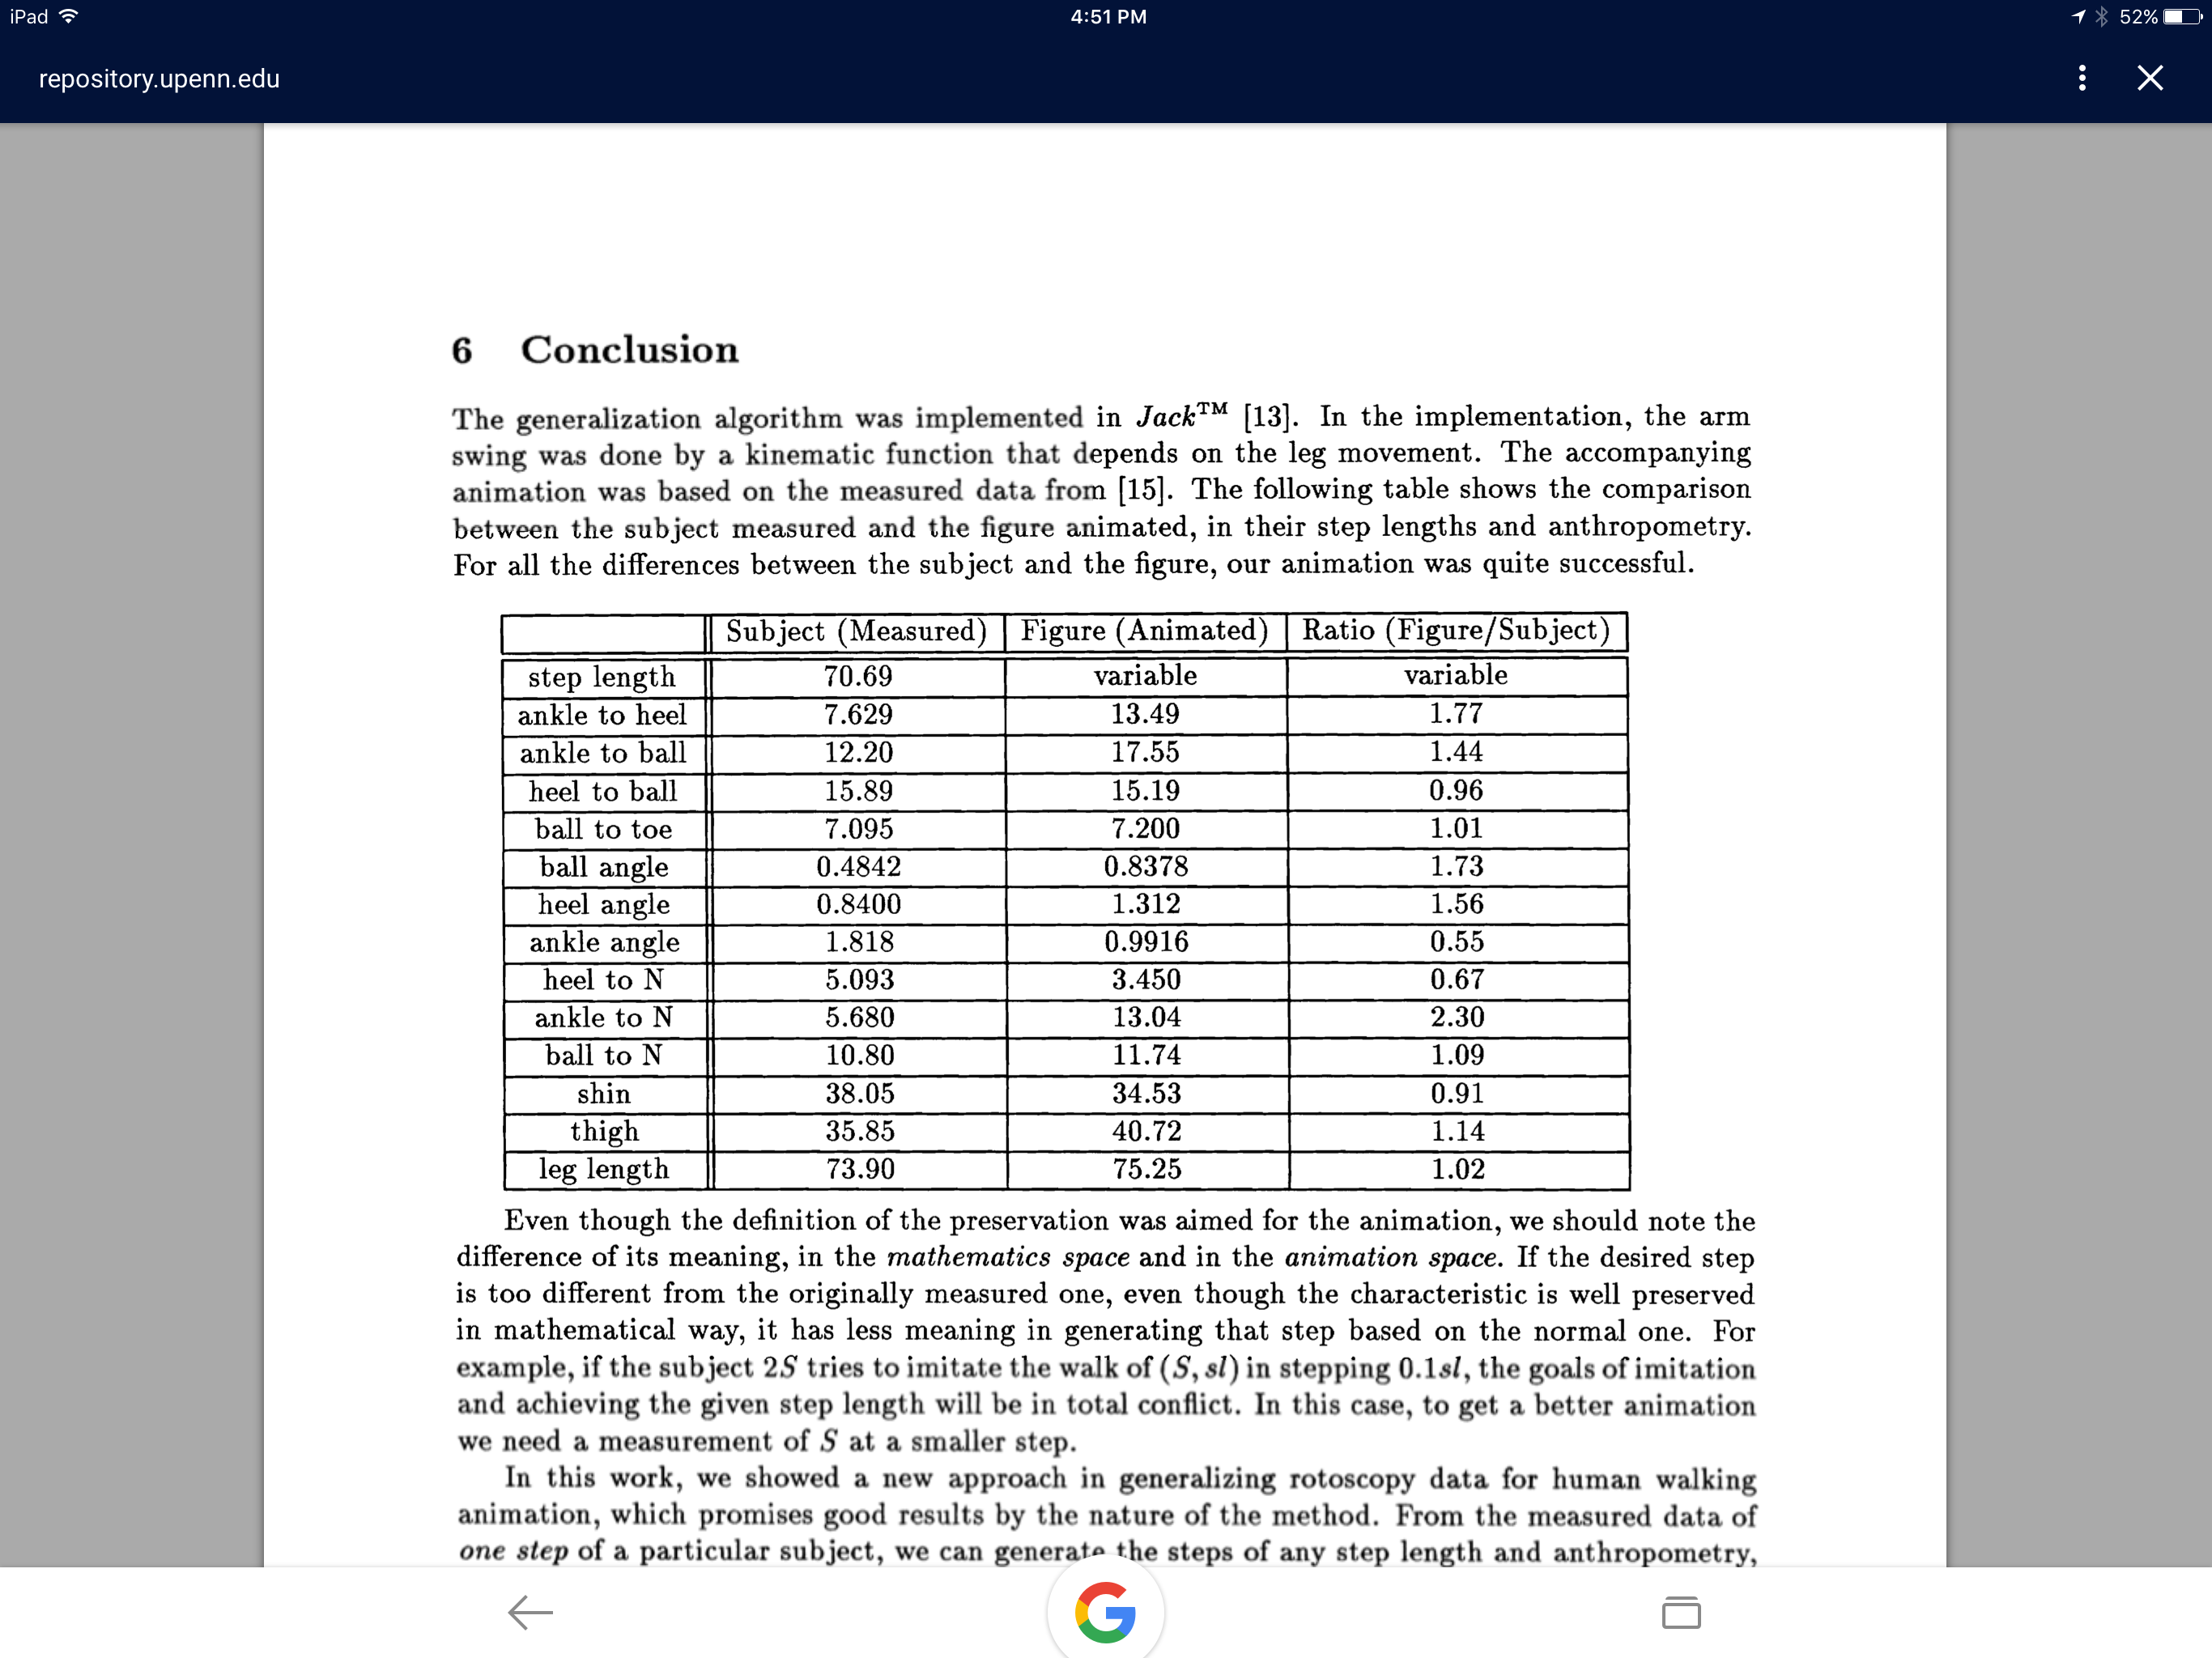 iPad 4:51 PM 52%
repository.upenn.edu
6 Conclusion
The generalization algorithm was implemented in Jack™ [13]. In the implementation, the arm
swing was done by a kinematic function that depends on the leg movement. The accompanying
animation was based on the measured data from [15]. The following table shows the comparison
between the subject measured and the figure animated, in their step lengths and anthropometry.
For all the differences between the subject and the figure, our animation was quite successful.
Subject (Measured) Figure (Animated) Ratio (Figure/Subject)
step length 70.69 variable variable
ankle to heel 7.629 13.49 1.77
ankle to ball 12.20 17.55 1.44
heel to ball 15.89 15.19 0.96
ball to toe 7.095 7.200 1.01
ball angle 0.4842 0.8378 1.73
heel angle 0.8400 1.312 1.56
ankle angle 1.818 0.9916 0.55
heel to N 5.093 3.450 0.67
ankle to N 5.680 13.04 2.30
ball to N 10.80 11.74 1.09
shin 38.05 34.53 0.91
thigh 35.85 40.72 1.14
leg length 73.90 75.25 1.02
Even though the definition of the preservation was aimed for the animation, we should note the
difference of its meaning, in the mathematics space and in the animation space. If the desired step
is too different from the originally measured one, even though the characteristic is well preserved
in mathematical way, it has less meaning in generating that step based on the normal one. For
example, if the subject 2S tries to imitate the walk of (S, sl) in stepping 0.1sl, the goals of imitation
and achieving the given step length will be in total conflict. In this case, to get a better animation
we need a measurement of S at a smaller step.
In this work, we showed a new approach in generalizing rotoscopy data for human walking
animation, which promises good results by the nature of the method. From the measured data of
one step of a particular subject, we can generate the steps of any step length and anthropometry,
G